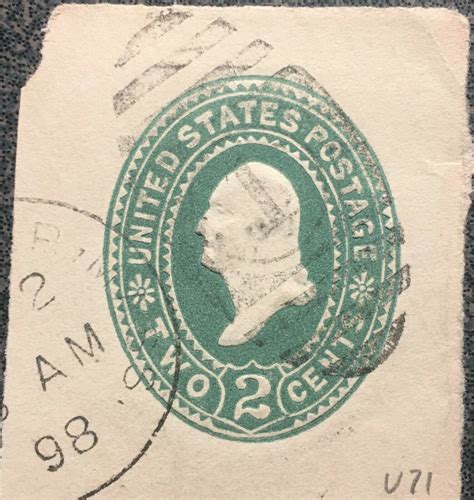 UNITED STATES POSTAGE
TWO 2 CENTS
2
AM
98
U71